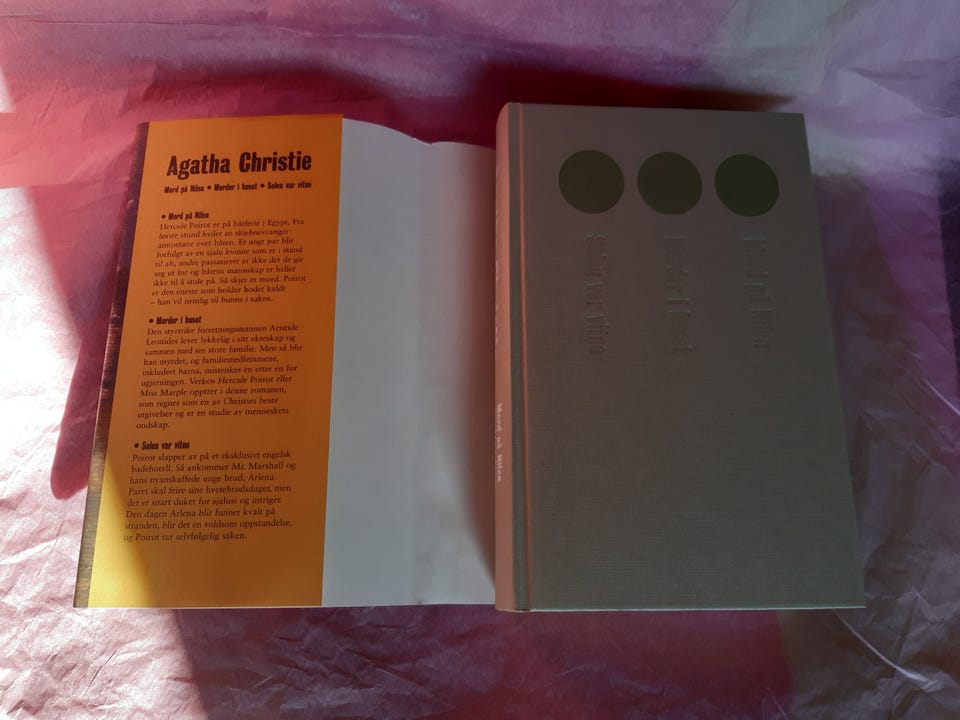 Agatha Christie
Mord på Nilen • Morder i huset • Solen var vitne
• Mord på Nilen
Hercule Poirot er på båtferie i Egypt. Fra
første stund hviler en skjebnesvanger
atmosfære over båten. Et ungt par blir
forfulgt av en sjalu kvinne som er i stand
til alt, andre passasjerer er ikke det de gir
seg ut for og båtens mannskap er heller
ikke til å stole på. Så skjer et mord. Poirot
er den eneste som holder hodet kaldt
– han vil nemlig til bunns i saken.
• Morder i huset
Den styrtrike forretningsmannen Aristide
Leonides lever lykkelig i sitt ekteskap og
sammen med sin store familie. Men så blir
han myrdet, og familiemedlemmene,
inkludert barna, mistenkes én etter én for
ugjerningen. Verken Hercule Poirot eller
Miss Marple opptrer i denne romanen,
som regnes som en av Christies beste
utgivelser og er en studie av menneskets
ondskap.
• Solen var vitne
Poirot slapper av på et eksklusivt engelsk
badehotell. Så ankommer Mr. Marshall og
hans nyanskaffede unge brud, Arlena.
Paret skal feire sine hvetebrødsdager, men
det er snart duket for sjalusi og intriger.
Den dagen Arlena blir funnet kvalt på
stranden, blir det en voldsom oppstandelse,
og Poirot tar selvfølgelig saken.
Mord på Nilen
Solen var vitne
Mord på Nilen